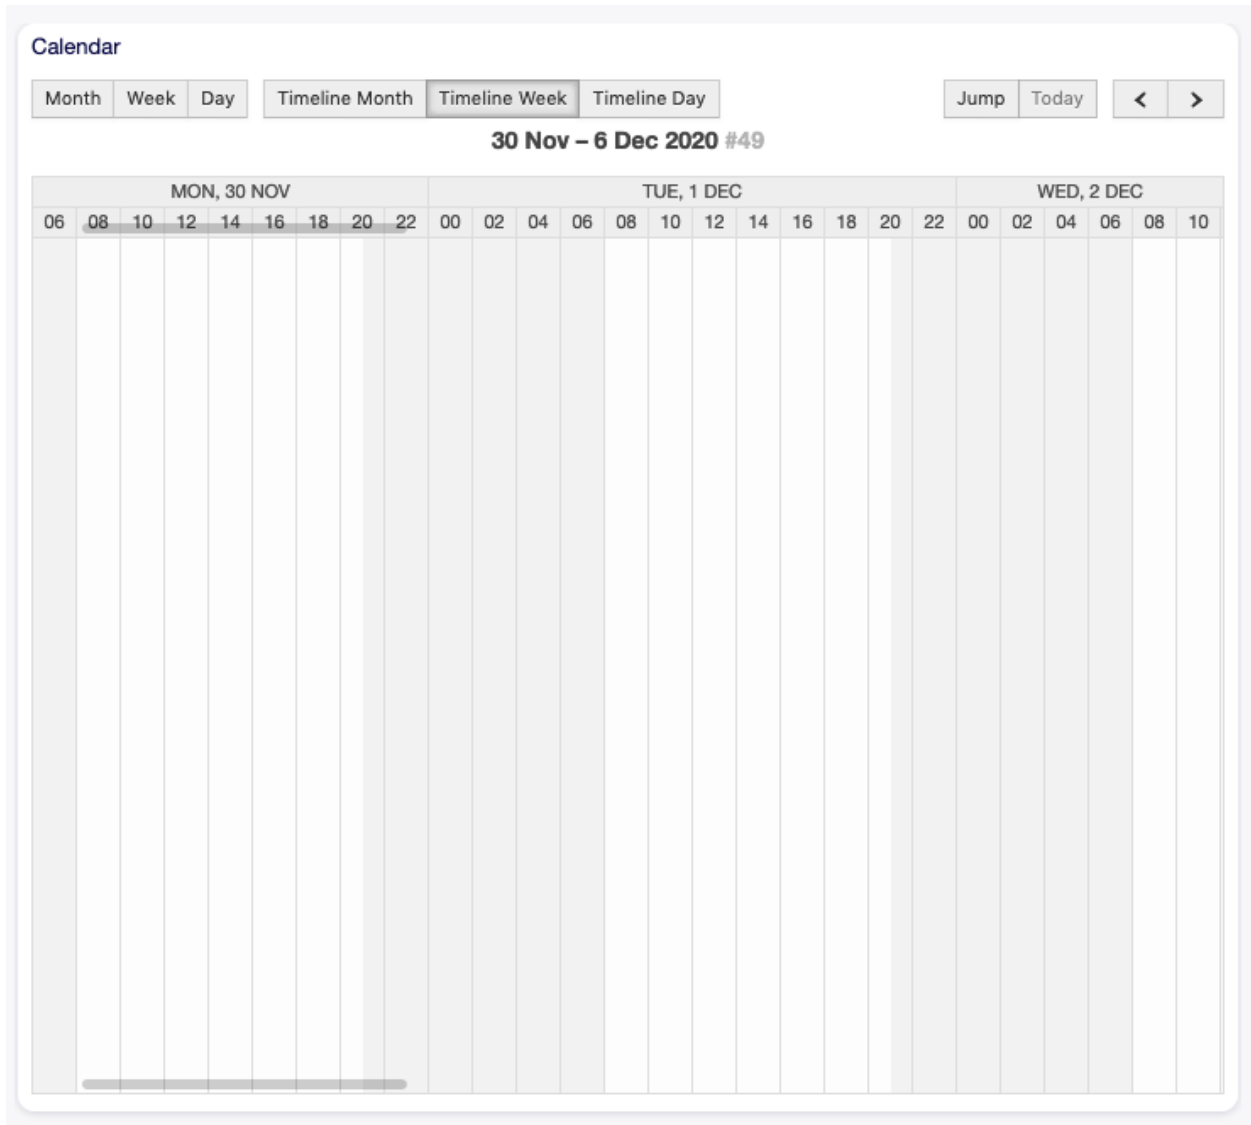 Calendar
Month Week Day Timeline Month Timeline Week Timeline Day Jump Today
30 Nov – 6 Dec 2020 #49
MON, 30 NOV TUE, 1 DEC WED, 2 DEC
06 08 10 12 14 16 18 20 22 00 02 04 06 08 10 12 14 16 18 20 22 00 02 04 06 08 10